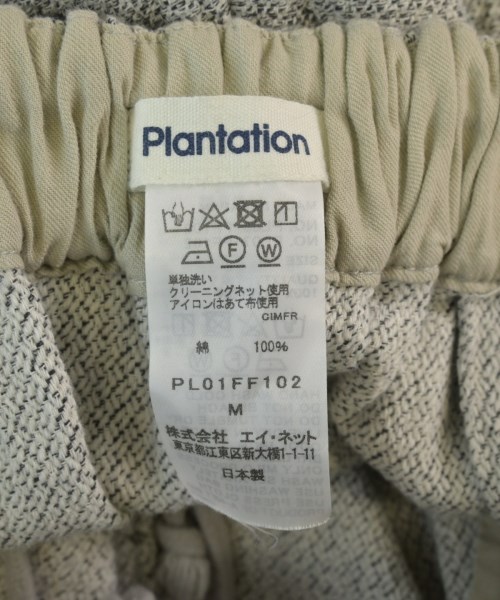 Plantation
F W
単独洗い
クリーニングネット使用
アイロンはあて布使用
CIMFR
綿 100%
PL01FF102
M
株式会社 エイ・ネット
東京都江東区新大橋1-1-11
日本製